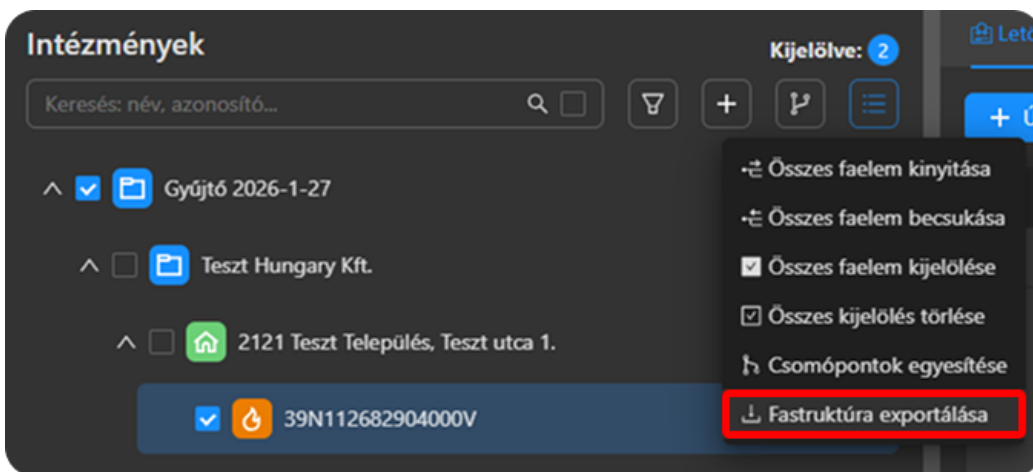 Intézmények
Kijelölve: 2
Keresés: név, azonosító...
Összes faelem kinyitása
Gyűjtő 2026-1-27
Összes faelem becsukása
Teszt Hungary Kft.
Összes faelem kijelölése
Összes kijelölés törlése
2121 Teszt Település, Teszt utca 1.
Csomópontok egyesítése
39N112682904000V
Fastruktúra exportálása